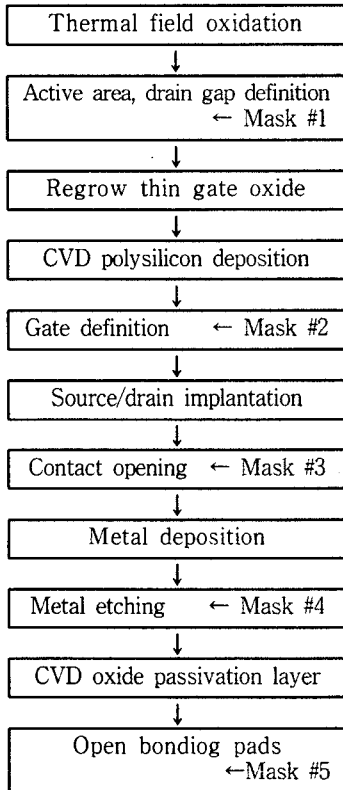 Thermal field oxidation
↓
Active area, drain gap definition
← Mask #1
↓
Regrow thin gate oxide
↓
CVD polysilicon deposition
↓
Gate definition ← Mask #2
↓
Source/drain implantation
↓
Contact opening ← Mask #3
↓
Metal deposition
↓
Metal etching ← Mask #4
↓
CVD oxide passivation layer
↓
Open bondiog pads
←Mask #5